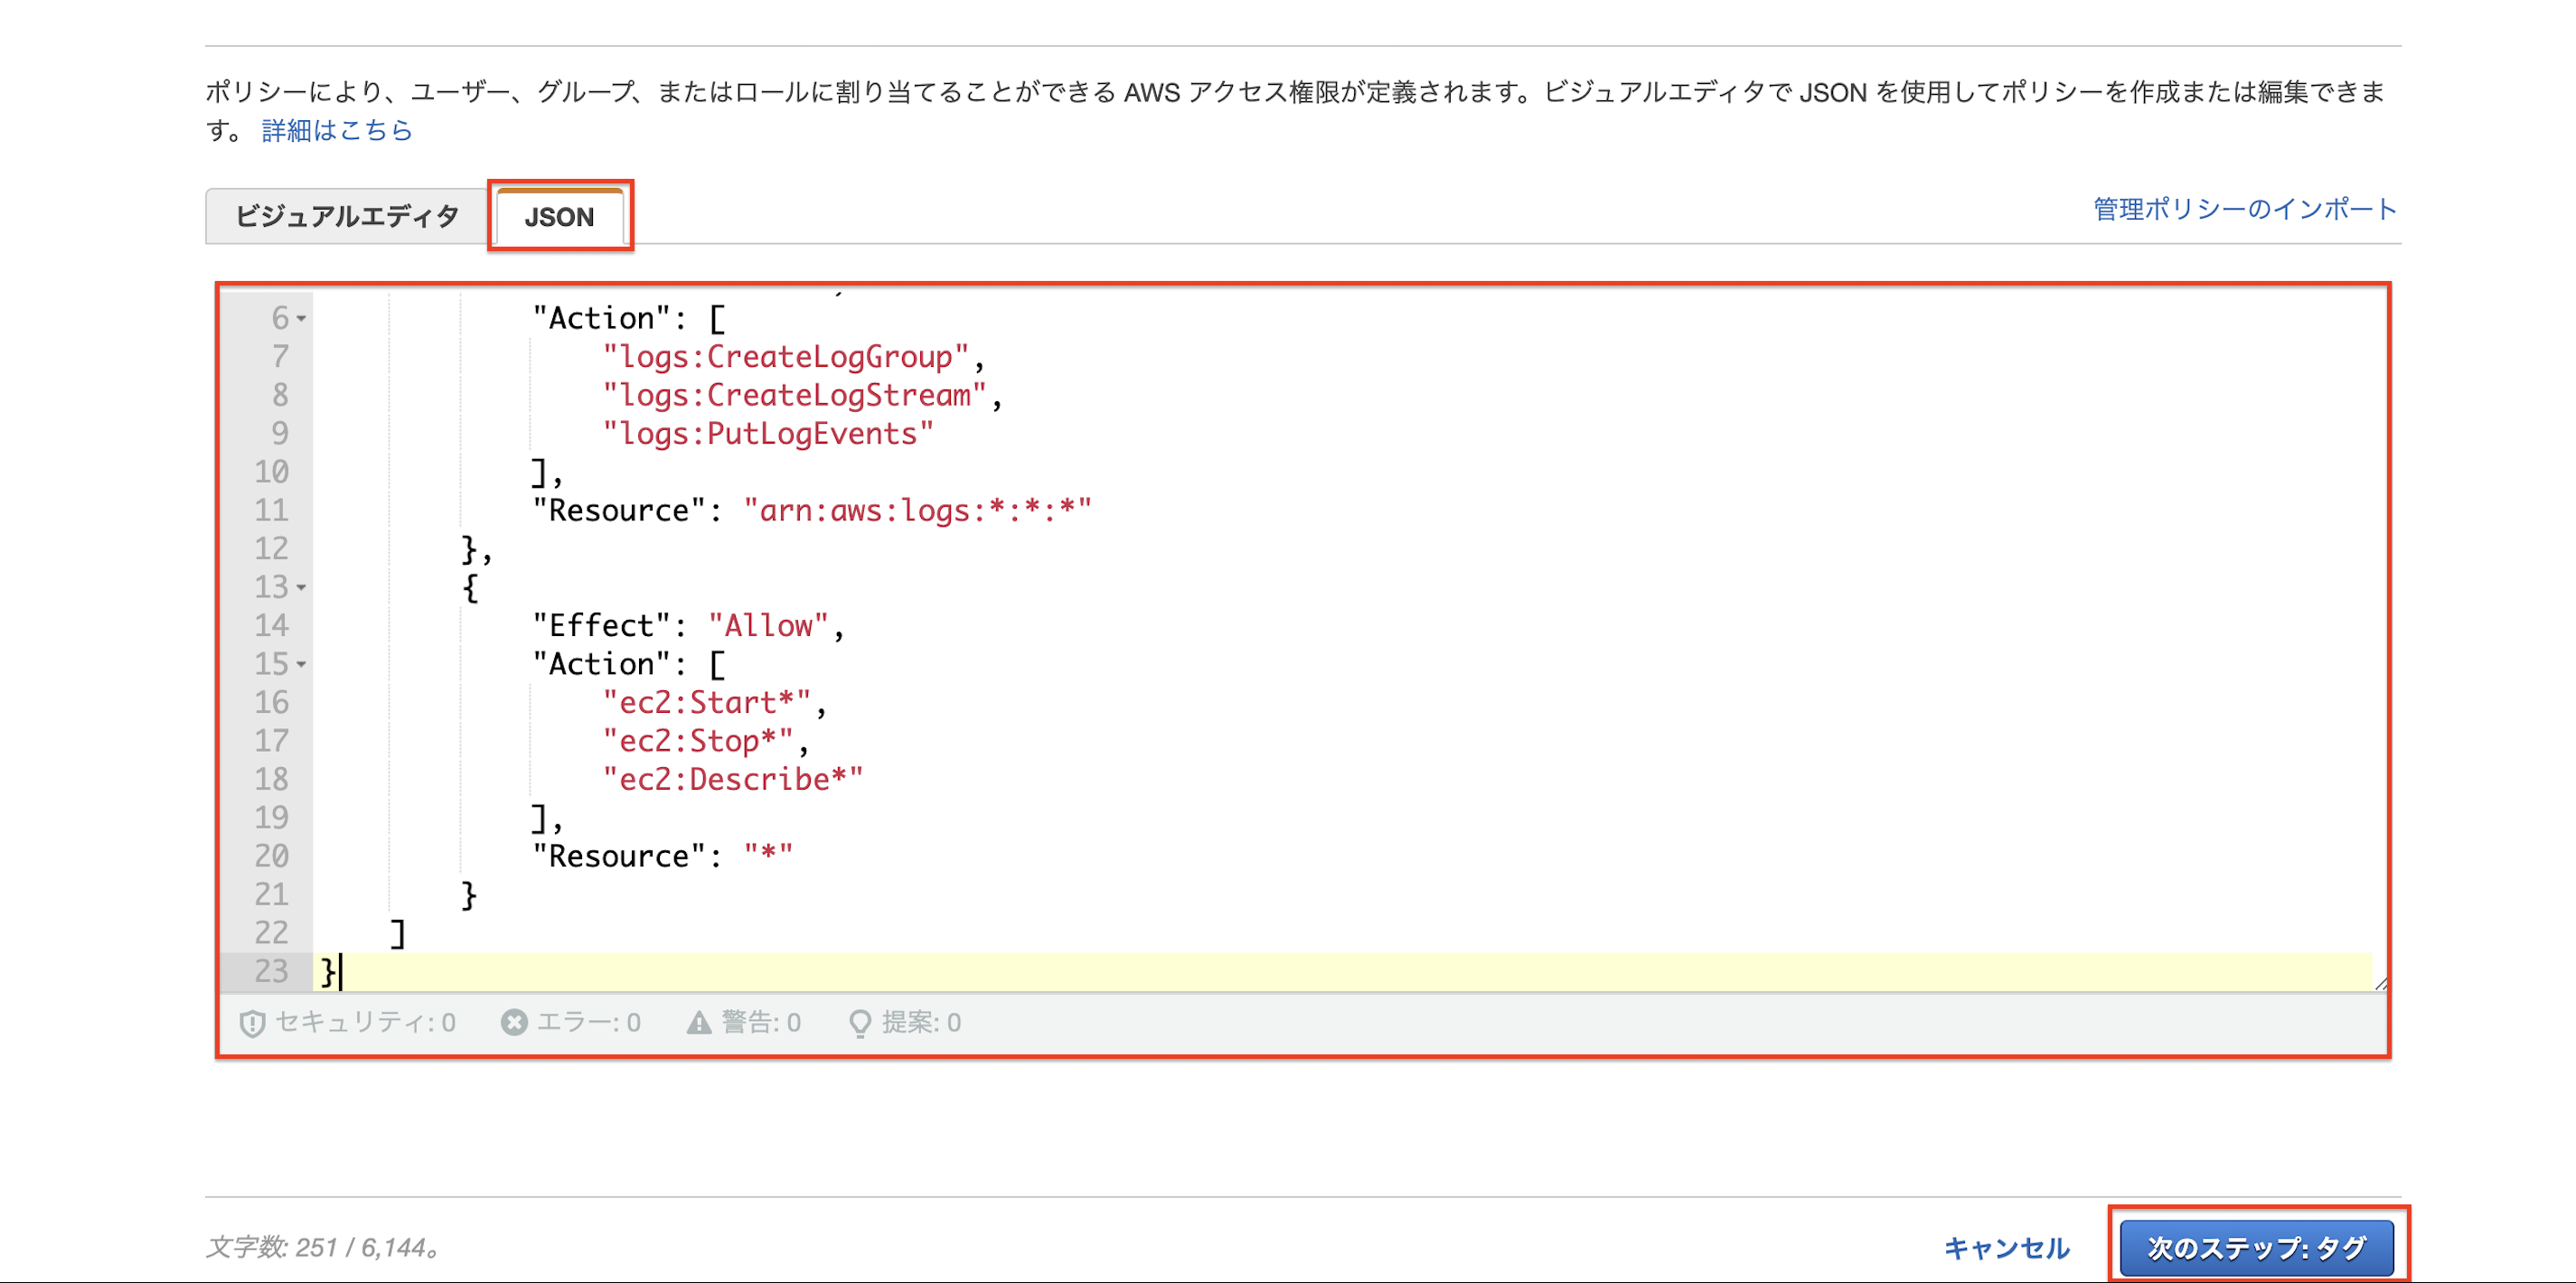 ポリシーにより、ユーザー、グループ、またはロールに割り当てることができる AWS アクセス権限が定義されます。ビジュアルエディタで JSON を使用してポリシーを作成または編集できま
す。 詳細はこちら
ビジュアルエディタ JSON 管理ポリシーのインポート
6 "Action": [
7 "logs:CreateLogGroup",
8 "logs:CreateLogStream",
9 "logs:PutLogEvents"
10 ],
11 "Resource": "arn:aws:logs:*:*:*"
12 },
13 {
14 "Effect": "Allow",
15 "Action": [
16 "ec2:Start*",
17 "ec2:Stop*",
18 "ec2:Describe*"
19 ],
20 "Resource": "*"
21 }
22 ]
23 }
セキュリティ: 0 エラー: 0 警告: 0 提案: 0
文字数: 251 / 6,144。 キャンセル 次のステップ: タグ